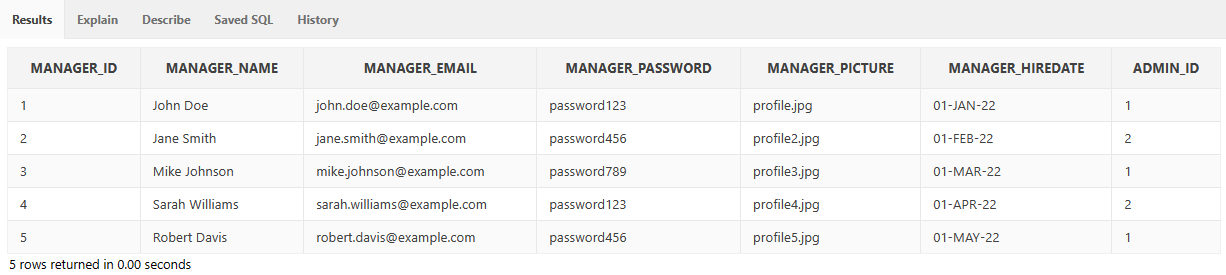 Results Explain Describe Saved SQL History
MANAGER_ID MANAGER_NAME MANAGER_EMAIL MANAGER_PASSWORD MANAGER_PICTURE MANAGER_HIREDATE ADMIN_ID
1 John Doe john.doe@example.com password123 profile.jpg 01-JAN-22 1
2 Jane Smith jane.smith@example.com password456 profile2.jpg 01-FEB-22 2
3 Mike Johnson mike.johnson@example.com password789 profile3.jpg 01-MAR-22 1
4 Sarah Williams sarah.williams@example.com password123 profile4.jpg 01-APR-22 2
5 Robert Davis robert.davis@example.com password456 profile5.jpg 01-MAY-22 1
5 rows returned in 0.00 seconds